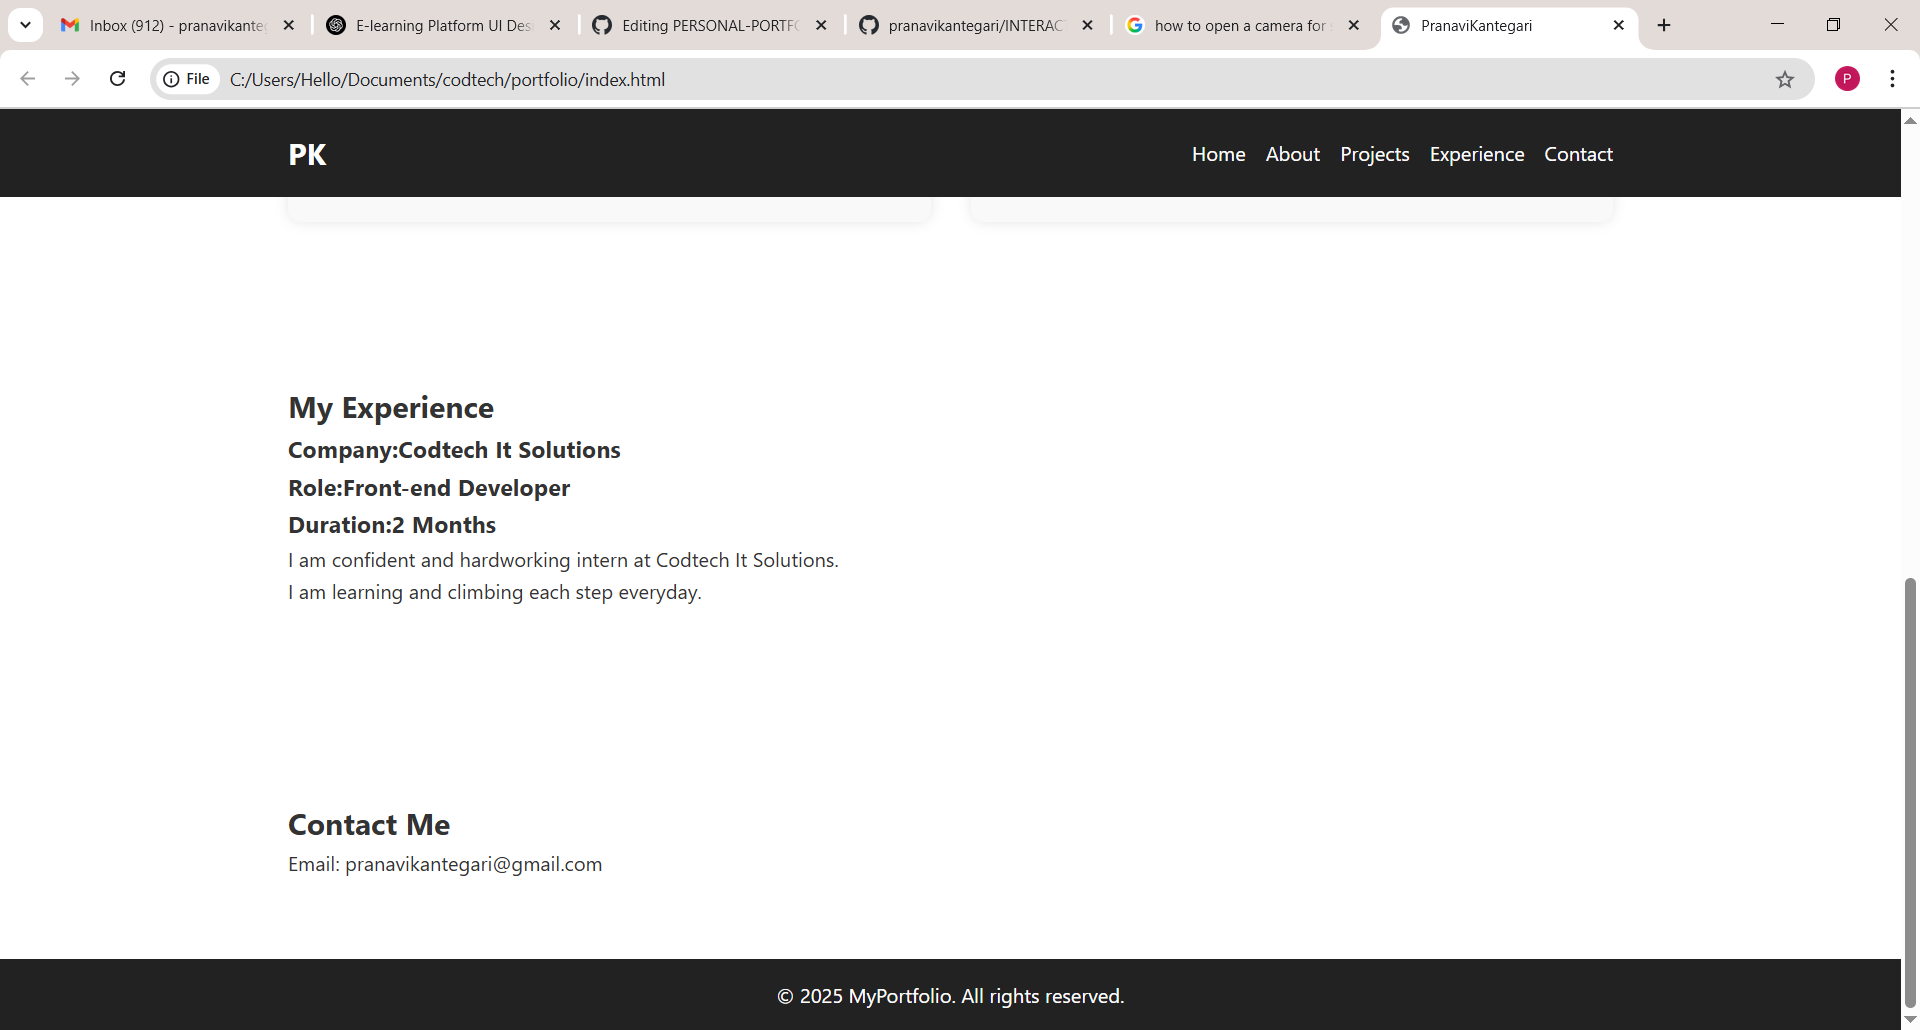 Inbox (912) - pranavikanteg
E-learning Platform UI Des
Editing PERSONAL-PORTFO
pranavikantegari/INTERACT
how to open a camera for
PranaviKantegari
File
C:/Users/Hello/Documents/codtech/portfolio/index.html
P
PK
Home
About
Projects
Experience
Contact
My Experience
Company:Codtech It Solutions
Role:Front-end Developer
Duration:2 Months
I am confident and hardworking intern at Codtech It Solutions.
I am learning and climbing each step everyday.
Contact Me
Email: pranavikantegari@gmail.com
© 2025 MyPortfolio. All rights reserved.